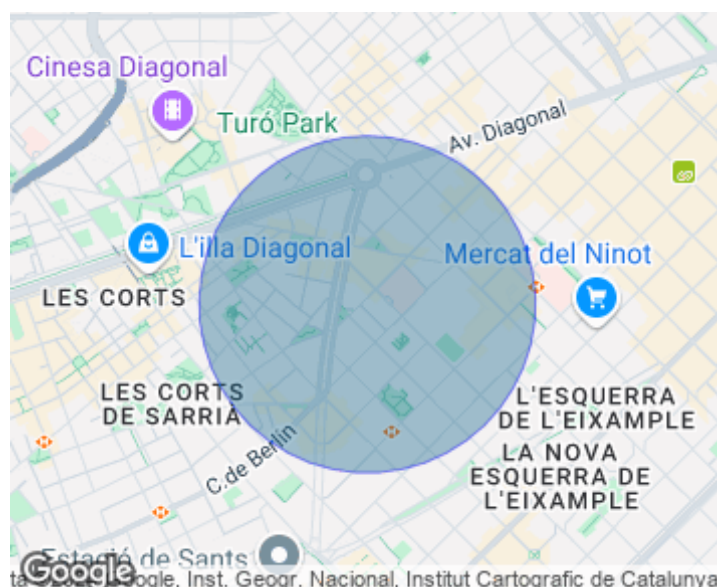 Cinesa Diagonal
Turó Park
Av. Diagonal
L'illa Diagonal
Mercat del Ninot
LES CORTS
LES CORTS
DE SARRIÀ
L'ESQUERRA
DE L'EIXAMPLE
C.de Berlín
LA NOVA
ESQUERRA DE
L'EIXAMPLE
Estació de Sants
Google
Google, Inst. Geogr. Nacional, Institut Cartogràfic de Catalunya